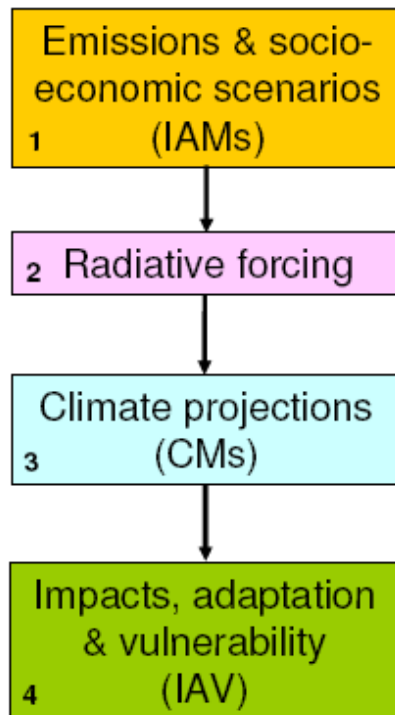 Emissions & socio-
economic scenarios
1 (IAMs)
2 Radiative forcing
Climate projections
3 (CMs)
Impacts, adaptation
& vulnerability
4 (IAV)